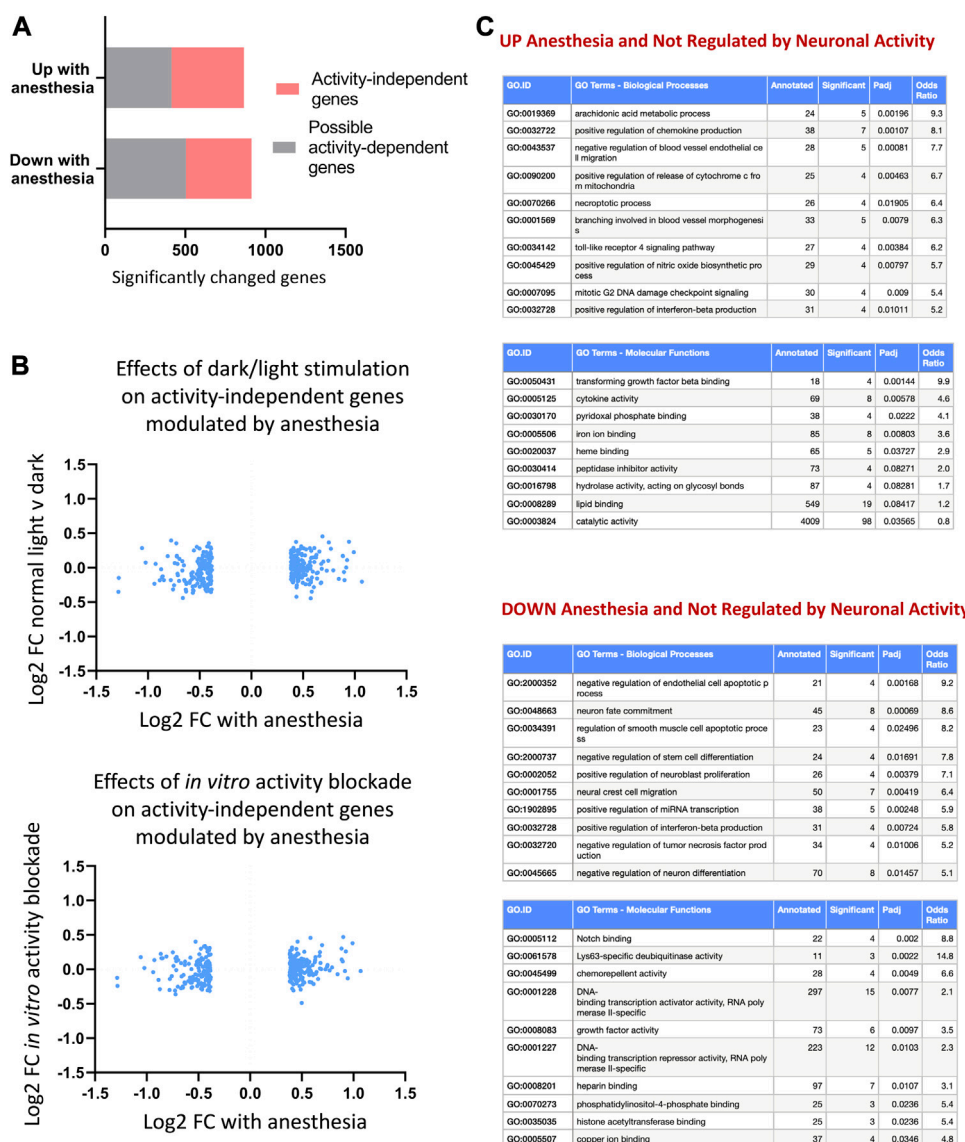 A
Up with
anesthesia
Down with
anesthesia
0
500
1000
1500
Significantly changed genes
Activity-independent
genes
Possible
activity-dependent
genes
B
Effects of dark/light stimulation
on activity-independent genes
modulated by anesthesia
Log2 FC normal light v dark
1.5
1.0
0.5
0.0
-0.5
-1.0
-1.5
-1.5 -1.0 -0.5 0.0 0.5 1.0 1.5
Log2 FC with anesthesia
Effects of in vitro activity blockade
on activity-independent genes
modulated by anesthesia
Log2 FC in vitro activity blockade
1.5
1.0
0.5
0.0
-0.5
-1.0
-1.5
-1.5 -1.0 -0.5 0.0 0.5 1.0 1.5
Log2 FC with anesthesia
C
UP Anesthesia and Not Regulated by Neuronal Activity
GO.ID GO Terms - Biological Processes Annotated Significant Padj Odds
Ratio
GO:0019369 arachidonic acid metabolic process 24 5 0.00196 9.3
GO:0032722 positive regulation of chemokine production 38 7 0.00107 8.1
GO:0043537 negative regulation of blood vessel endothelial ce 28 5 0.00081 7.7
ll migration
GO:0090200 positive regulation of release of cytochrome c fro 25 4 0.00463 6.7
m mitochondria
GO:0070266 necroptotic process 26 4 0.01905 6.4
GO:0001569 branching involved in blood vessel morphogenesi 33 5 0.0079 6.3
s
GO:0034142 toll-like receptor 4 signaling pathway 27 4 0.00384 6.2
GO:0045429 positive regulation of nitric oxide biosynthetic pro 29 4 0.00797 5.7
cess
GO:0007095 mitotic G2 DNA damage checkpoint signaling 30 4 0.009 5.4
GO:0032728 positive regulation of interferon-beta production 31 4 0.01011 5.2
GO.ID GO Terms - Molecular Functions Annotated Significant Padj Odds
Ratio
GO:0050431 transforming growth factor beta binding 18 4 0.00144 9.9
GO:0005125 cytokine activity 69 8 0.00578 4.6
GO:0030170 pyridoxal phosphate binding 38 4 0.0222 4.1
GO:0005506 iron ion binding 85 8 0.00803 3.6
GO:0020037 heme binding 65 5 0.03727 2.9
GO:0030414 peptidase inhibitor activity 73 4 0.08271 2.0
GO:0016798 hydrolase activity, acting on glycosyl bonds 87 4 0.08281 1.7
GO:0008289 lipid binding 549 19 0.08417 1.2
GO:0003824 catalytic activity 4009 98 0.03565 0.8
DOWN Anesthesia and Not Regulated by Neuronal Activity
GO.ID GO Terms - Biological Processes Annotated Significant Padj Odds
Ratio
GO:2000352 negative regulation of endothelial cell apoptotic p 21 4 0.00168 9.2
rocess
GO:0048663 neuron fate commitment 45 8 0.00069 8.6
GO:0034391 regulation of smooth muscle cell apoptotic proce 23 4 0.02496 8.2
ss
GO:2000737 negative regulation of stem cell differentiation 24 4 0.01691 7.8
GO:0002052 positive regulation of neuroblast proliferation 26 4 0.00379 7.1
GO:0001755 neural crest cell migration 50 7 0.00419 6.4
GO:1902895 positive regulation of miRNA transcription 38 5 0.00248 5.9
GO:0032728 positive regulation of interferon-beta production 31 4 0.00724 5.8
GO:0032720 negative regulation of tumor necrosis factor prod 34 4 0.01006 5.2
uction
GO:0045665 negative regulation of neuron differentiation 70 8 0.01457 5.1
GO.ID GO Terms - Molecular Functions Annotated Significant Padj Odds
Ratio
GO:0005112 Notch binding 22 4 0.002 8.8
GO:0061578 Lys63-specific deubiquitinase activity 11 3 0.0022 14.8
GO:0045499 chemorepellent activity 28 4 0.0049 6.6
GO:0001228 DNA- 297 15 0.0077 2.1
binding transcription activator activity, RNA poly
merase II-specific
GO:0008083 growth factor activity 73 6 0.0097 3.5
GO:0001227 DNA- 223 12 0.0103 2.3
binding transcription repressor activity, RNA poly
merase II-specific
GO:0008201 heparin binding 97 7 0.0107 3.1
GO:0070273 phosphatidylinositol-4-phosphate binding 25 3 0.0236 5.4
GO:0035035 histone acetyltransferase binding 25 3 0.0236 5.4
GO:0005507 copper ion binding 37 4 0.0346 4.8